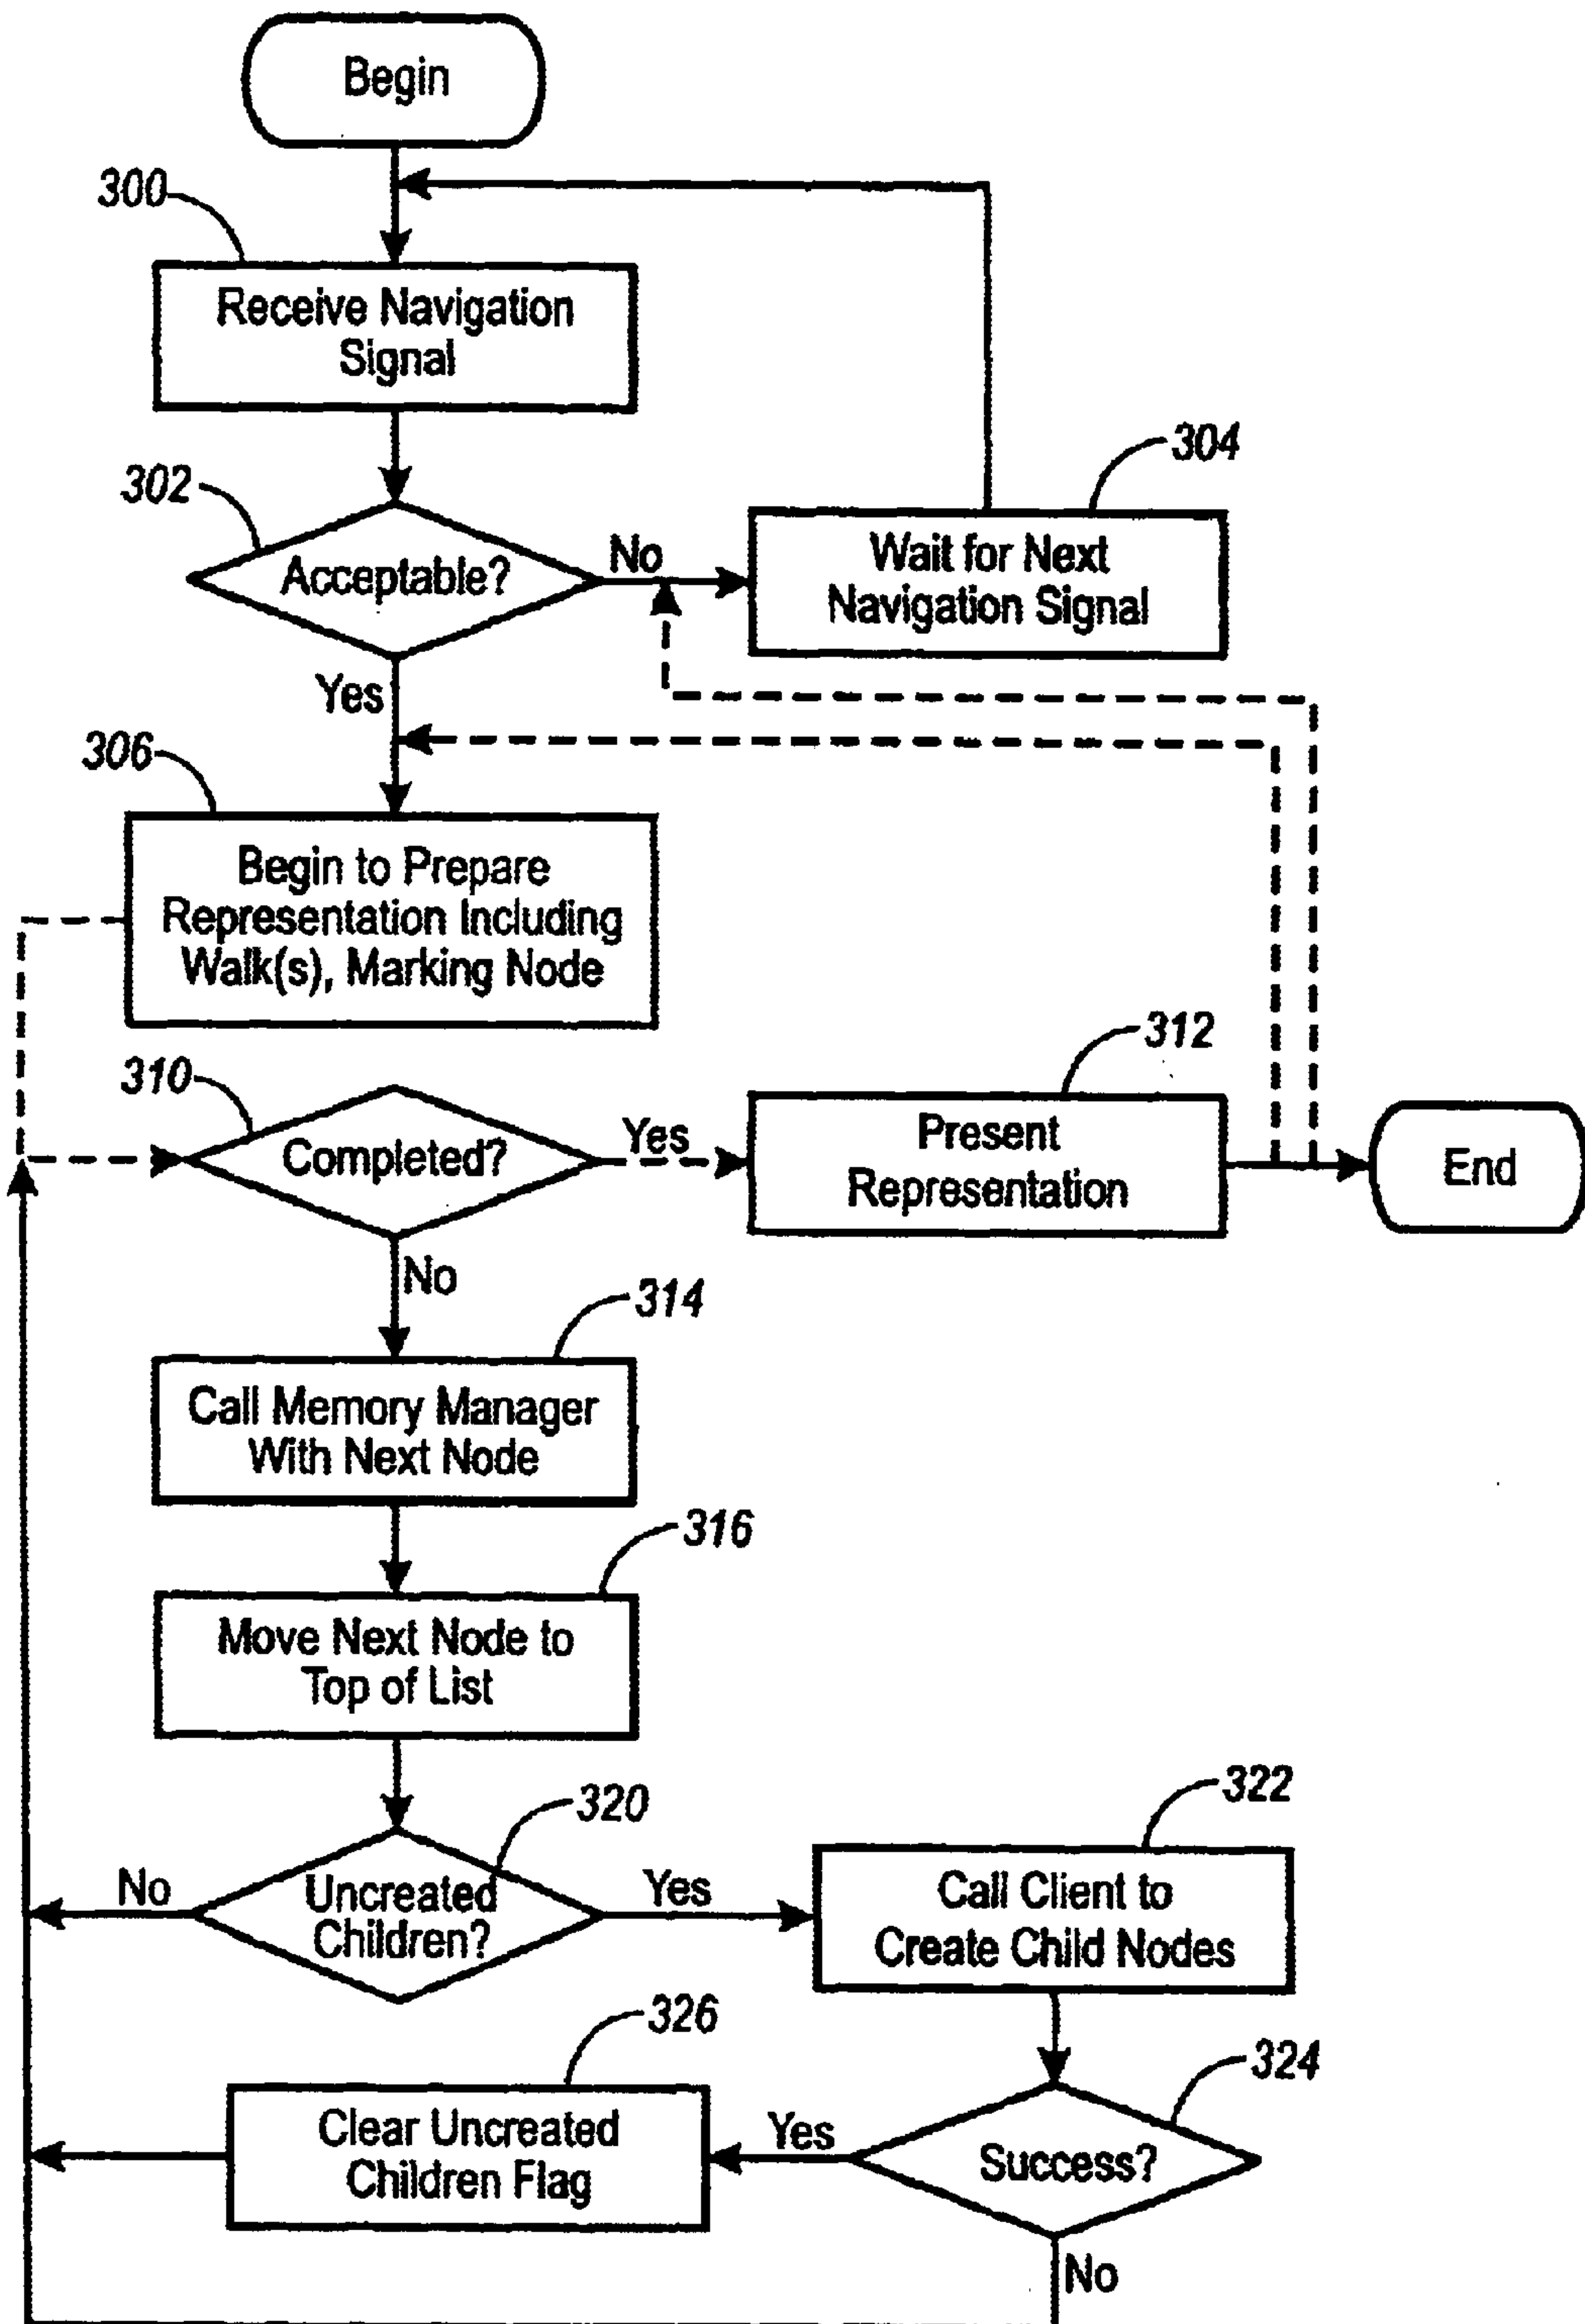 Begin
300
Receive Navigation
Signal
302
Acceptable?
No
304
Wait for Next
Navigation Signal
Yes
306
Begin to Prepare
Representation Including
Walk(s), Marking Node
310
Completed?
Yes
312
Present
Representation
End
No
314
Call Memory Manager
With Next Node
316
Move Next Node to
Top of List
320
Uncreated
Children?
No
Yes
322
Call Client to
Create Child Nodes
324
Success?
Yes
326
Clear Uncreated
Children Flag
No